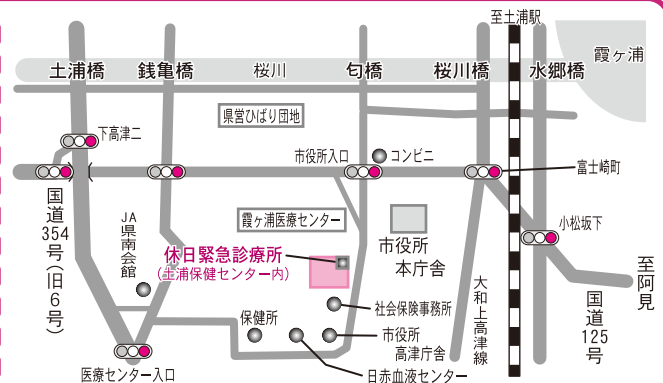 至土浦駅
霞ヶ浦
土浦橋
銭亀橋
桜川
匂橋
桜川橋
水郷橋
県営ひばり団地
下高津二
市役所入口
コンビニ
富士崎町
国道354号(旧6号)
JA県南会館
霞ヶ浦医療センター
市役所
本庁舎
小松坂下
休日緊急診療所
(土浦保健センター内)
至阿見
大和上高津線
国道125号
社会保険事務所
保健所
市役所
高津庁舎
医療センター入口
日赤血液センター